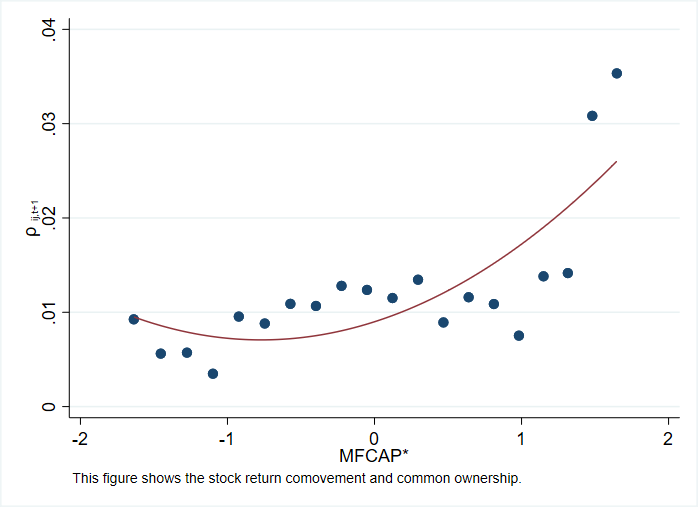 .04
.03
.02
.01
0
ρ ij,t+1
-2 -1 0 1 2
MFCAP*
This figure shows the stock return comovement and common ownership.